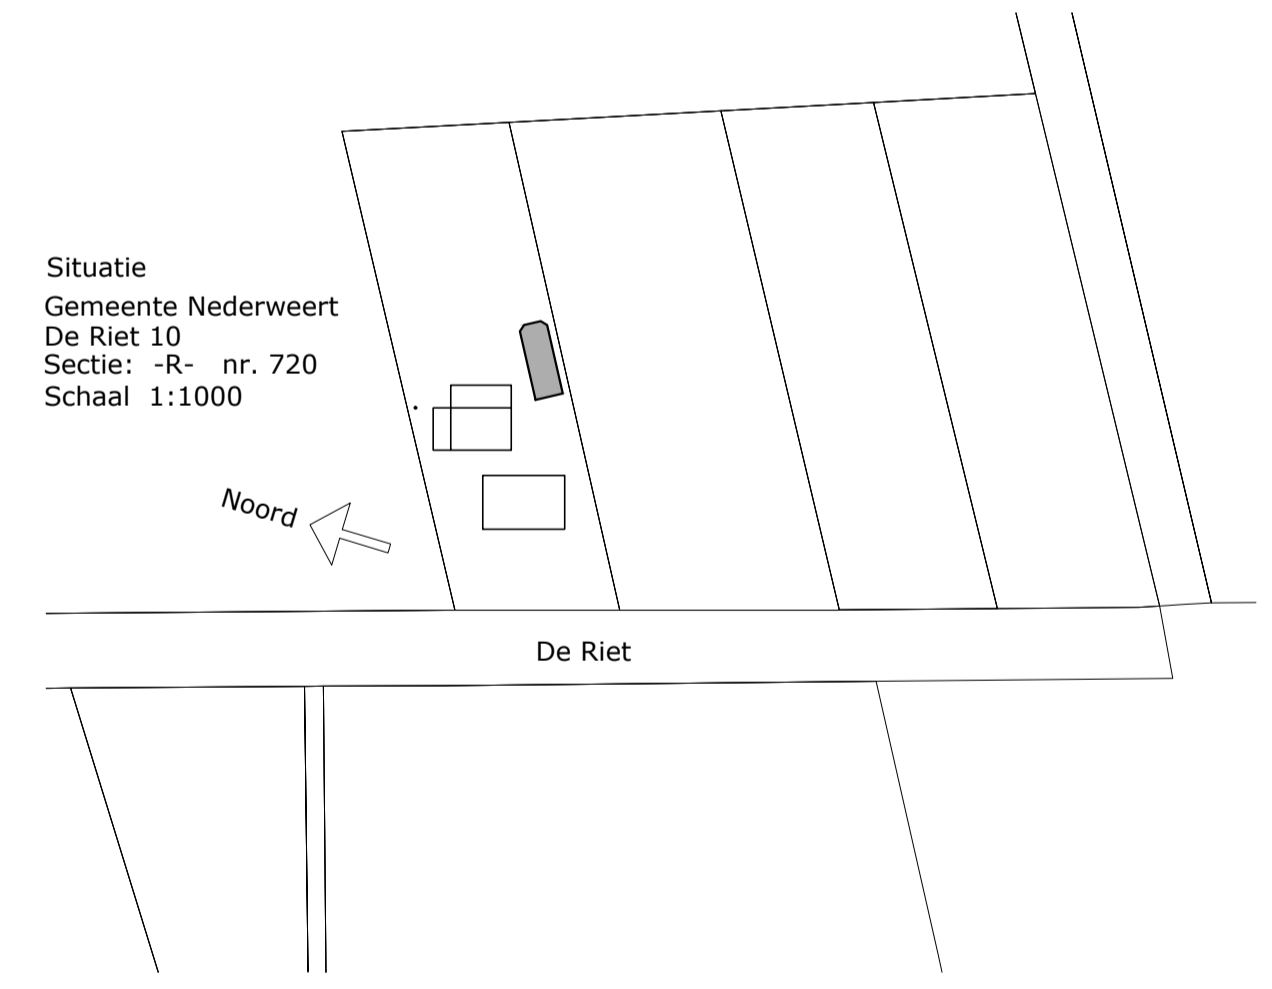 Situatie
Gemeente Nederweert
De Riet 10
Sectie: -R- nr. 720
Schaal 1:1000
Noord
De Riet